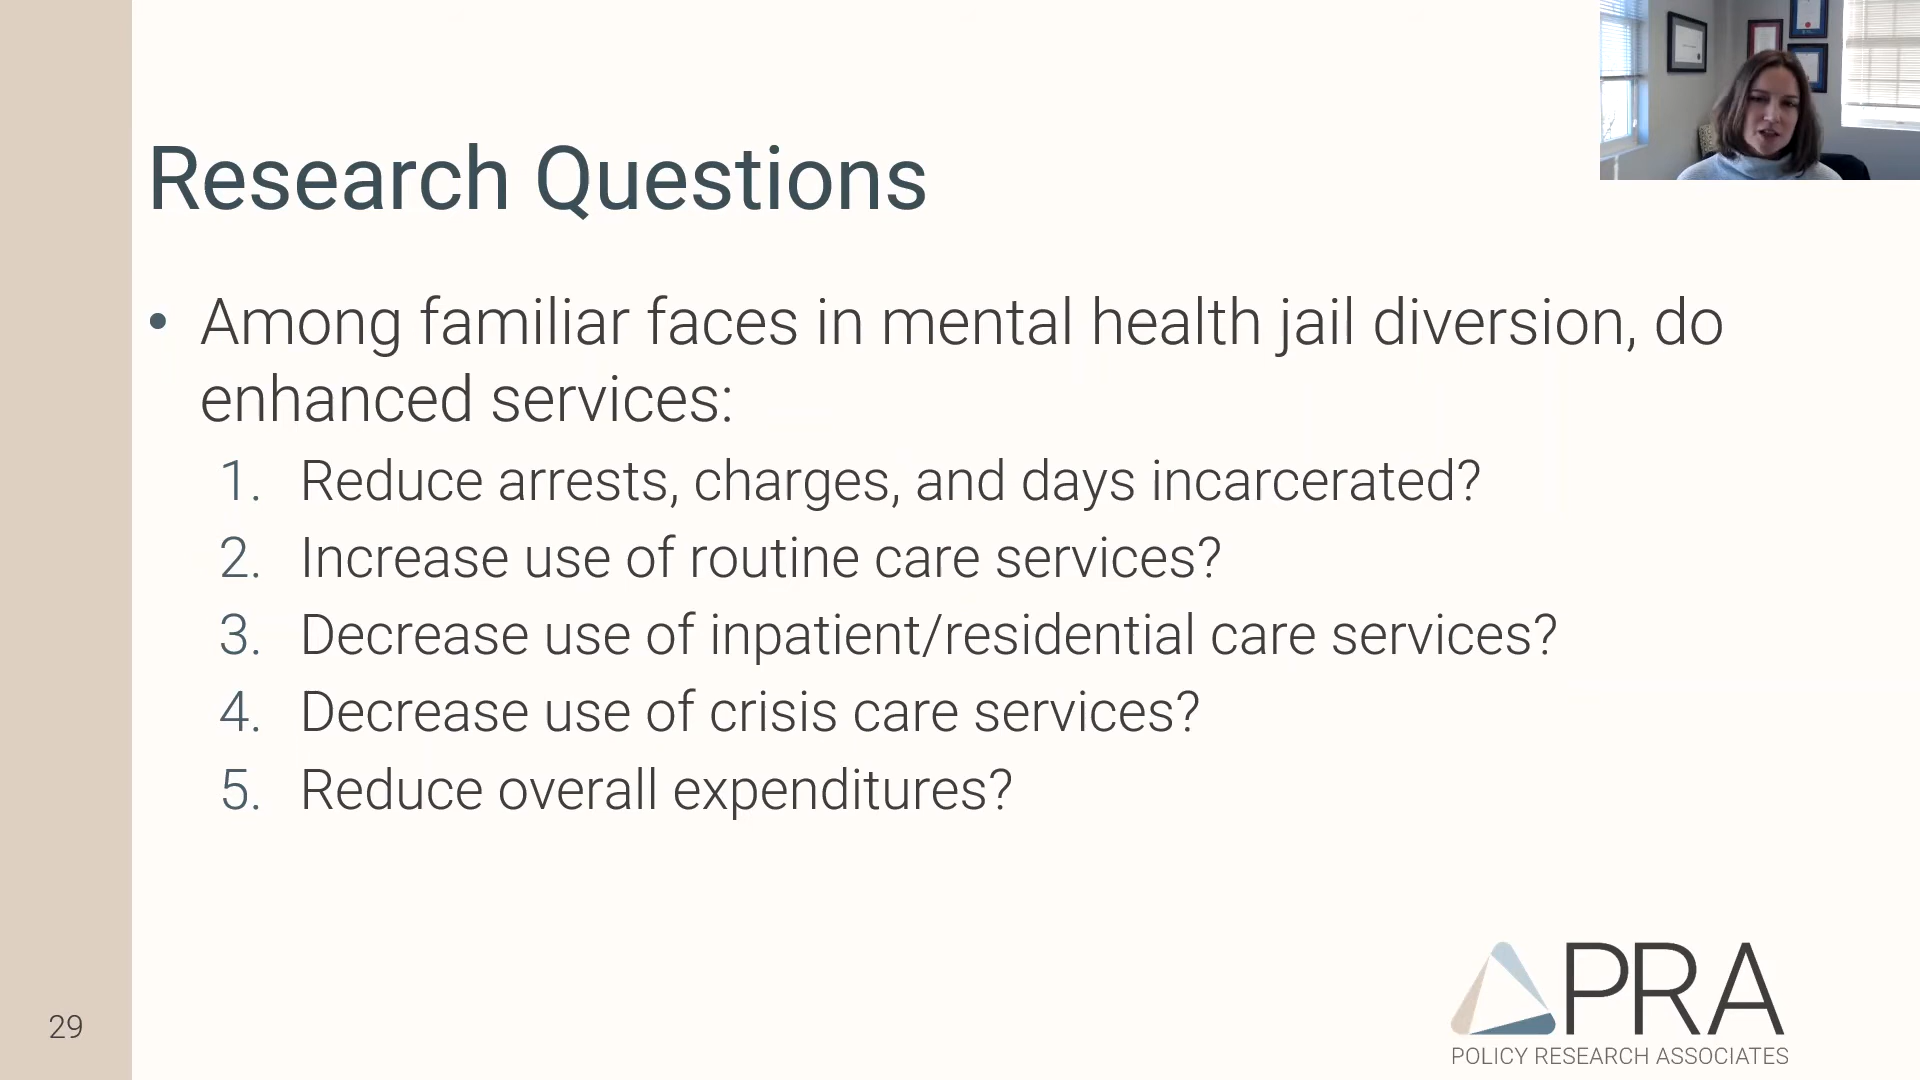 Research Questions
• Among familiar faces in mental health jail diversion, do
enhanced services:
1. Reduce arrests, charges, and days incarcerated?
2. Increase use of routine care services?
3. Decrease use of inpatient/residential care services?
4. Decrease use of crisis care services?
5. Reduce overall expenditures?
29
PRA
POLICY RESEARCH ASSOCIATES